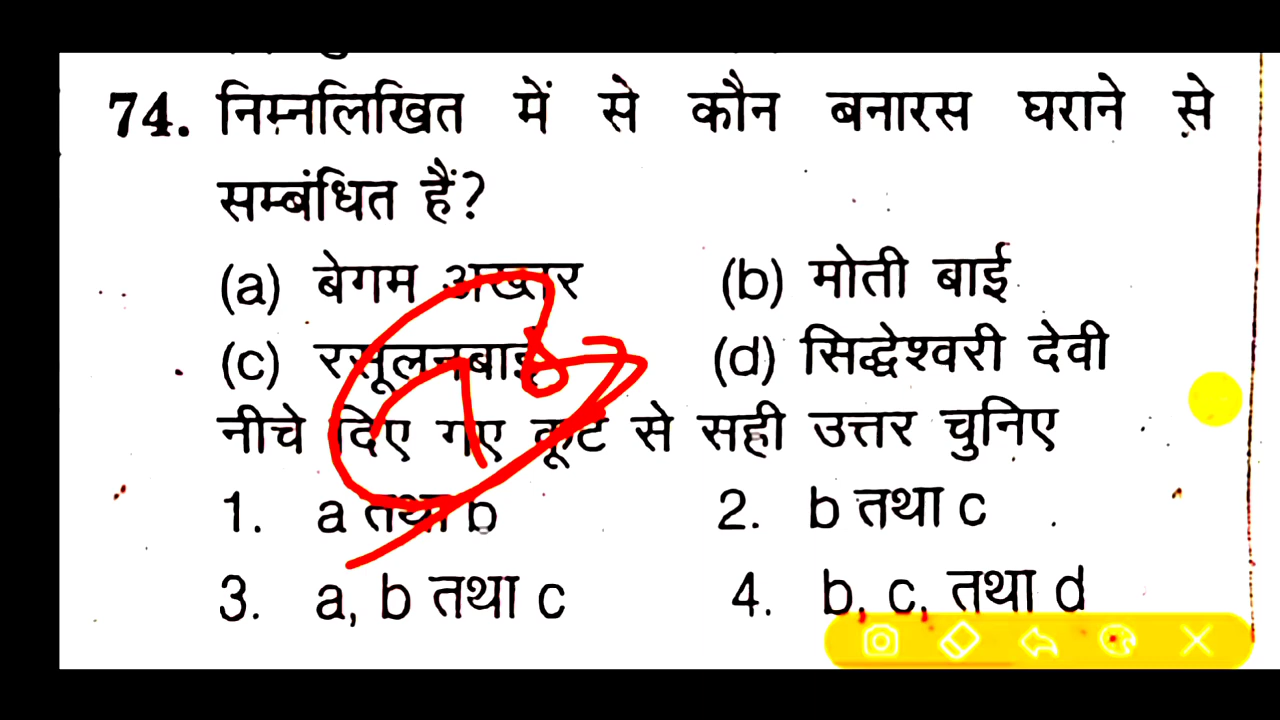 74. निम्नलिखित में से कौन बनारस घराने से
सम्बंधित हैं?
(a) बेगम अख्तर (b) मोती बाई
(c) रसूलनबाई (d) सिद्धेश्वरी देवी
नीचे दिए गए कूट से सही उत्तर चुनिए
1. a तथा b 2. b तथा c
3. a, b तथा c 4. b, c, तथा d